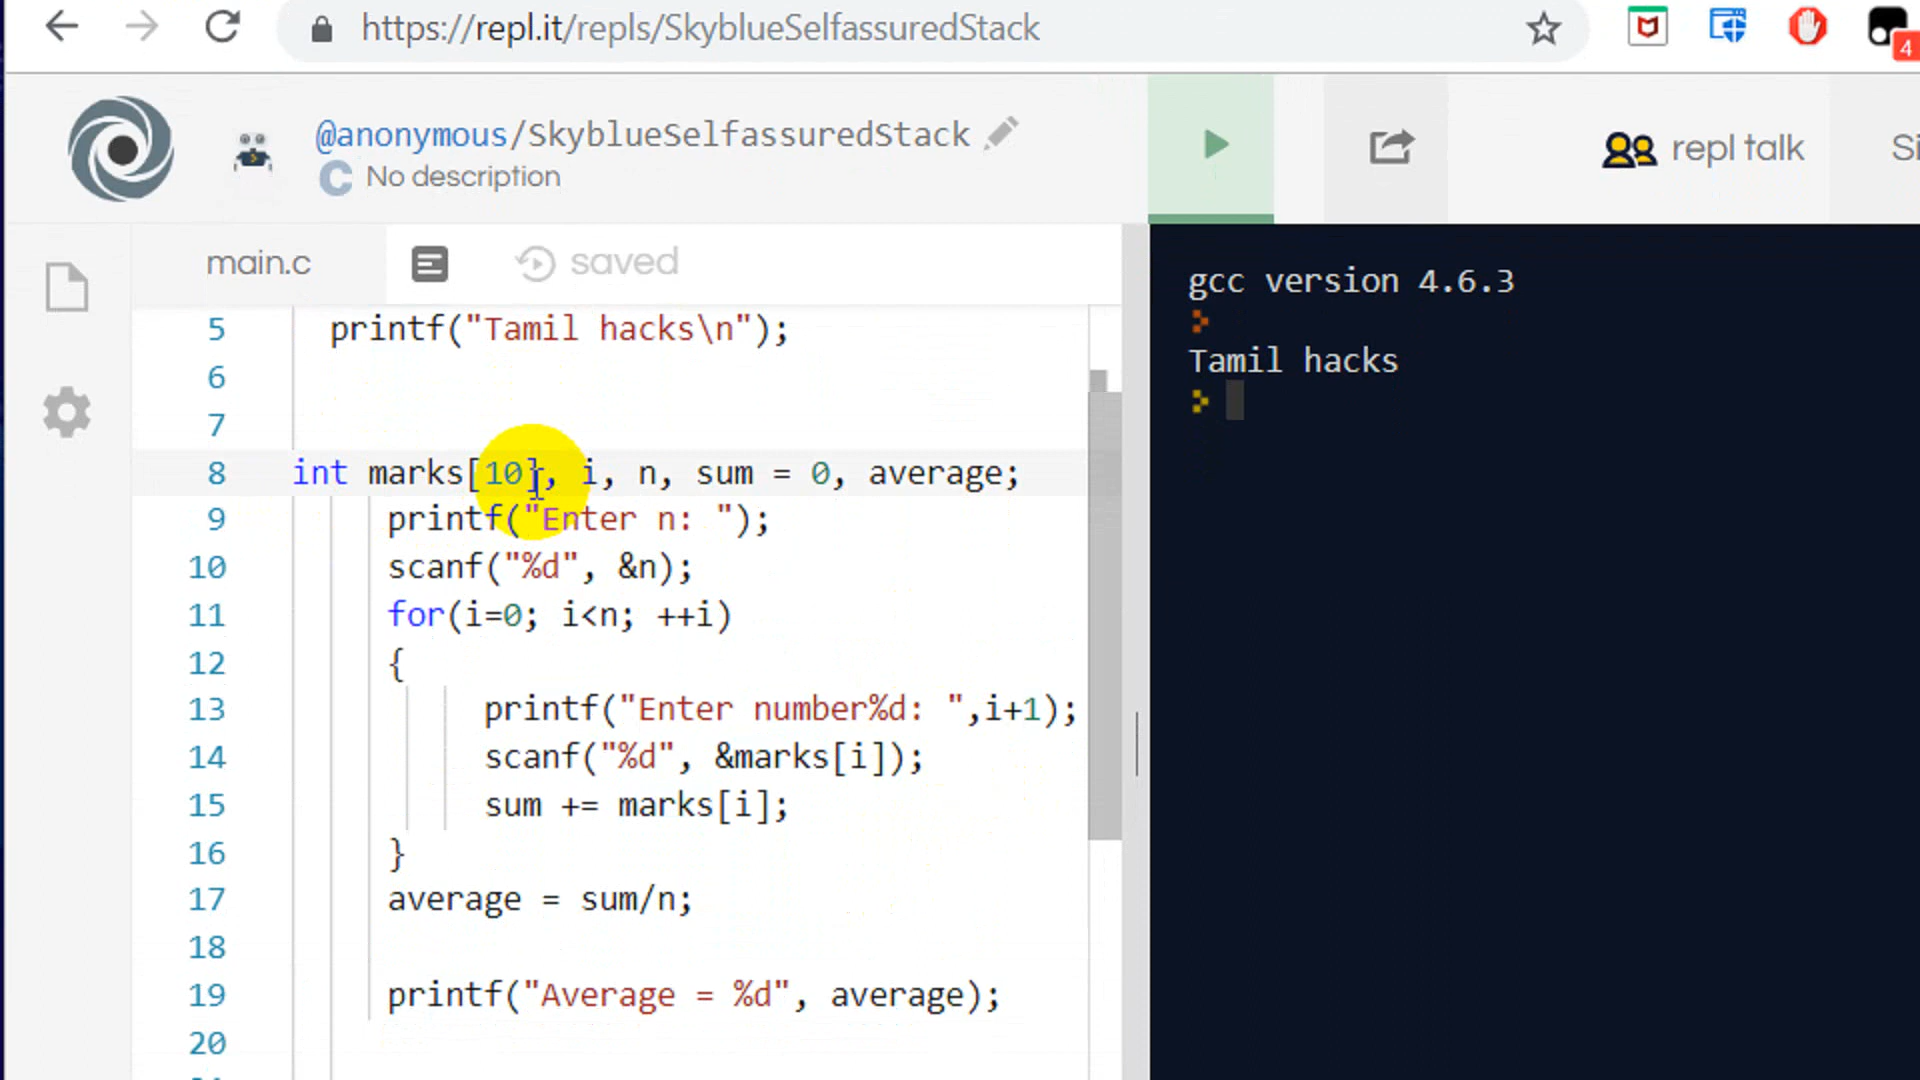 https://repl.it/repls/SkyblueSelfassuredStack
4
@anonymous/SkyblueSelfassuredStack
C No description
repl talk
main.c
saved
5 printf("Tamil hacks\n");
6
7
8 int marks[10], i, n, sum = 0, average;
9 printf("Enter n: ");
10 scanf("%d", &n);
11 for(i=0; i<n; ++i)
12 {
13 printf("Enter number%d: ",i+1);
14 scanf("%d", &marks[i]);
15 sum += marks[i];
16 }
17 average = sum/n;
18
19 printf("Average = %d", average);
20
gcc version 4.6.3
Tamil hacks